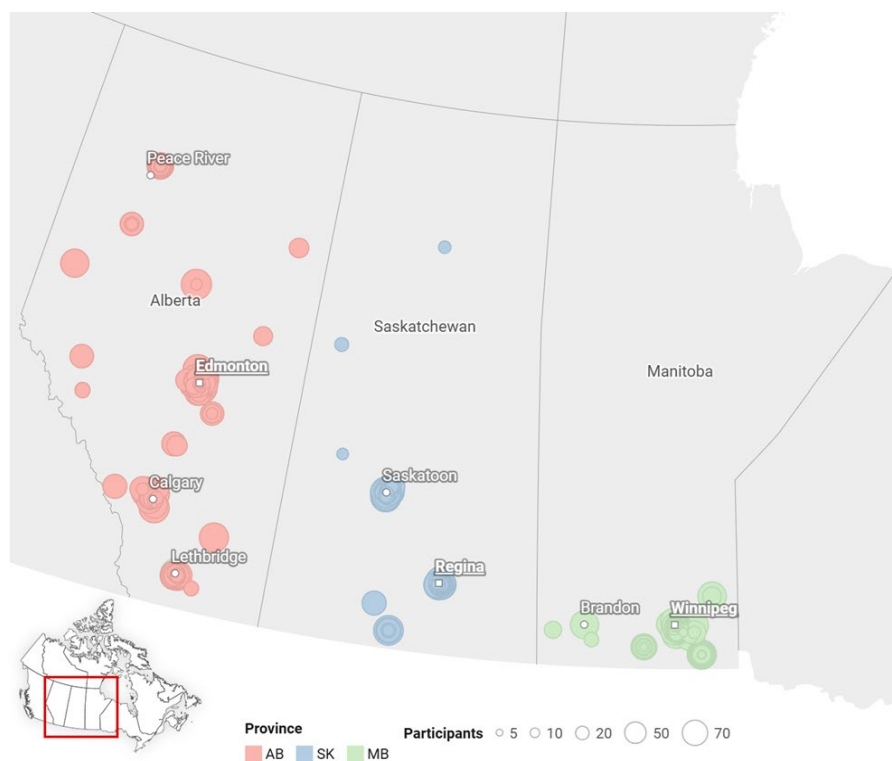 Peace River
Alberta
Saskatchewan
Edmonton
Manitoba
Calgary
Saskatoon
Lethbridge
Regina
Brandon
Winnipeg
Province
AB SK MB
Participants 5 10 20 50 70